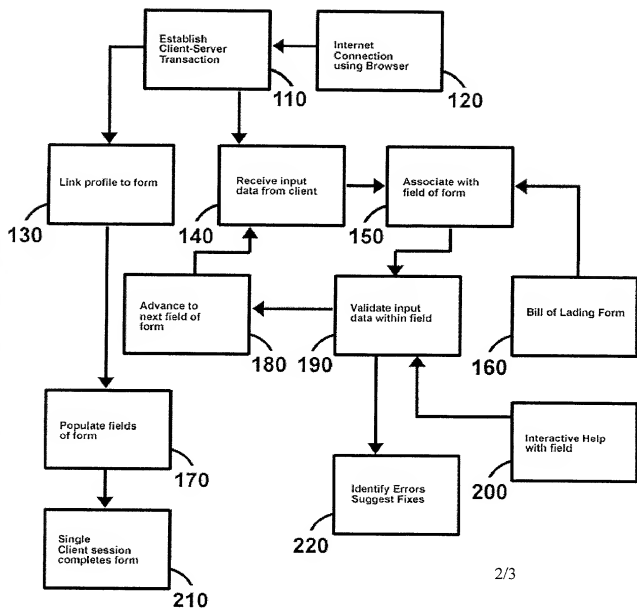 Establish
Client-Server
Transaction
110
Internet
Connection
using Browser
120
Link profile to form
130
Receive input
data from client
140
Associate with
field of form
150
Advance to
next field of
form
180
Validate input
data within field
190
Bill of Lading Form
160
Populate fields
of form
170
Identify Errors
Suggest Fixes
220
Interactive Help
with field
200
Single
Client session
completes form
210
2/3